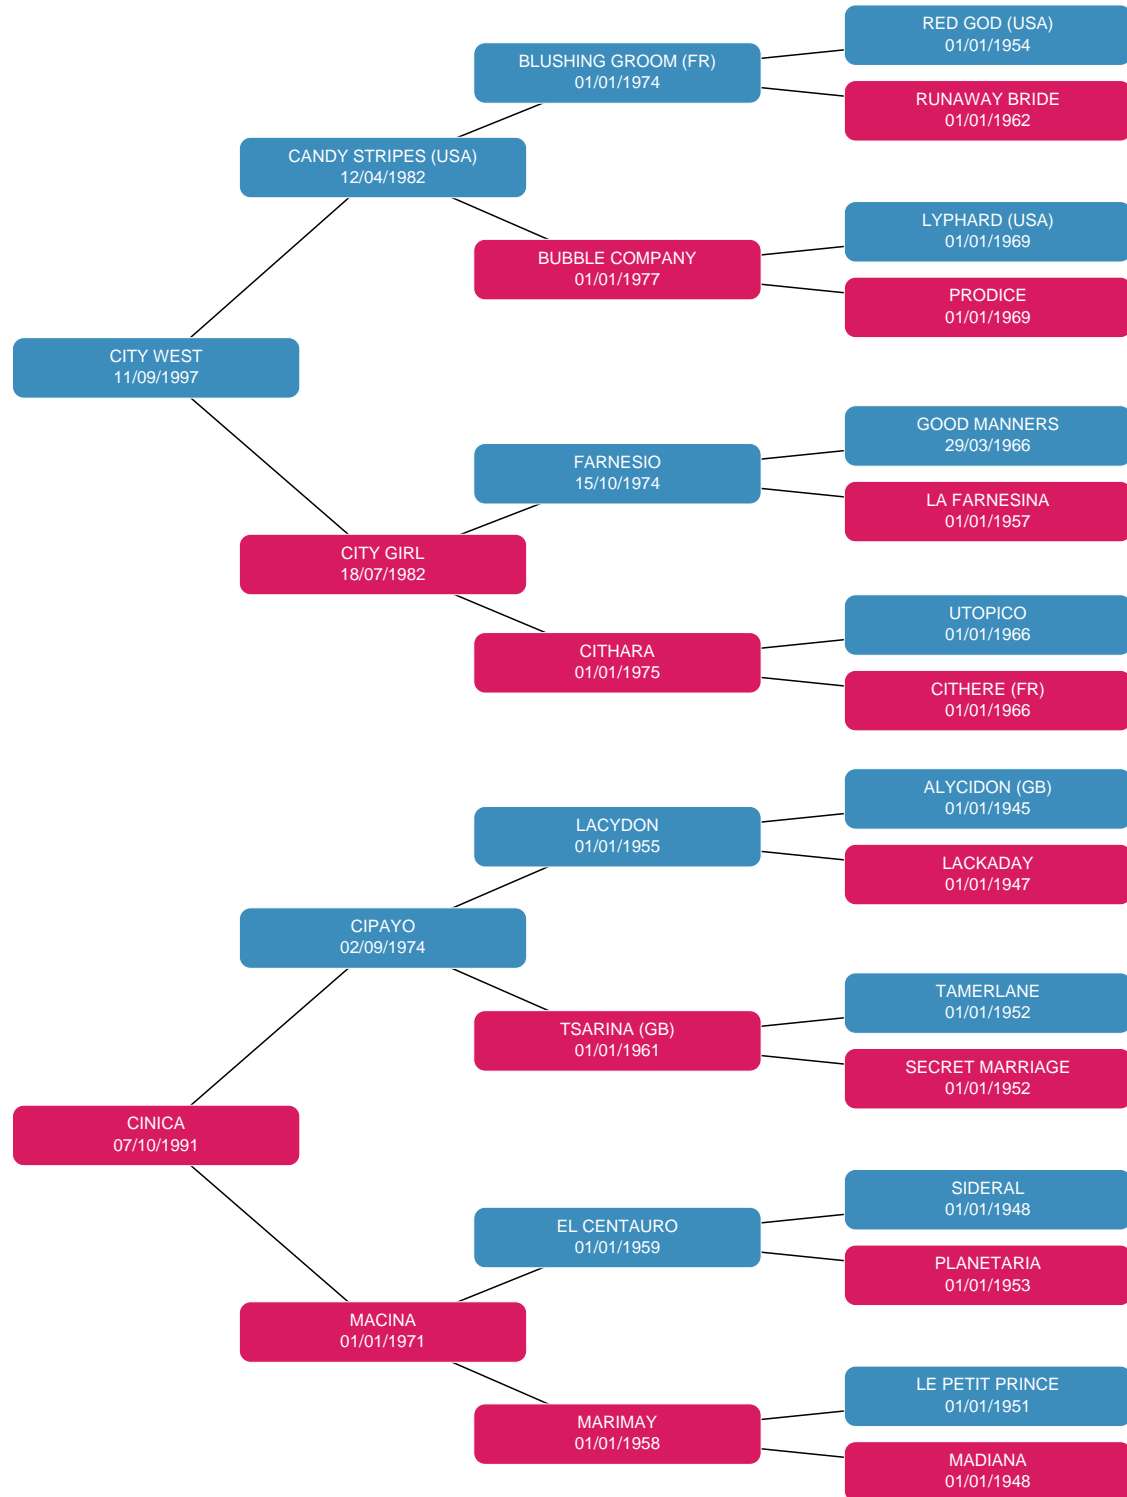 RED GOD (USA)
01/01/1954
BLUSHING GROOM (FR)
01/01/1974
RUNAWAY BRIDE
01/01/1962
CANDY STRIPES (USA)
12/04/1982
LYPHARD (USA)
01/01/1969
BUBBLE COMPANY
01/01/1977
PRODICE
01/01/1969
CITY WEST
11/09/1997
GOOD MANNERS
29/03/1966
FARNESIO
15/10/1974
LA FARNESINA
01/01/1957
CITY GIRL
18/07/1982
UTOPICO
01/01/1966
CITHARA
01/01/1975
CITHERE (FR)
01/01/1966
ALYCIDON (GB)
01/01/1945
LACYDON
01/01/1955
LACKADAY
01/01/1947
CIPAYO
02/09/1974
TAMERLANE
01/01/1952
TSARINA (GB)
01/01/1961
SECRET MARRIAGE
01/01/1952
CINICA
07/10/1991
SIDERAL
01/01/1948
EL CENTAURO
01/01/1959
PLANETARIA
01/01/1953
MACINA
01/01/1971
LE PETIT PRINCE
01/01/1951
MARIMAY
01/01/1958
MADIANA
01/01/1948